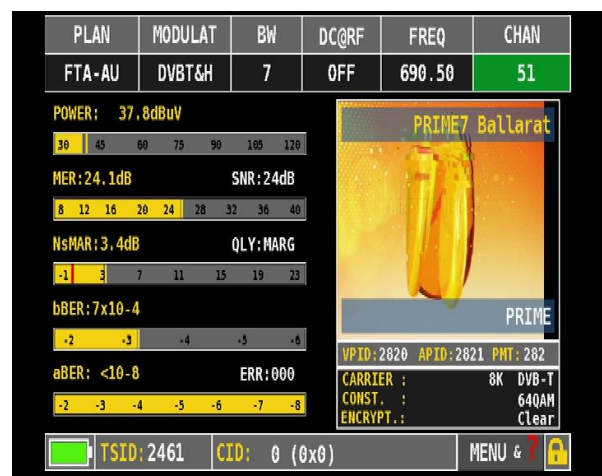 PLAN MODULAT BW DC@RF FREQ CHAN
FTA-AU DVBT&H 7 OFF 690.50 51
POWER: 37.8dBuV
30 45 60 75 90 105 120
MER:24.1dB SNR:24dB
8 12 16 20 24 28 32 36 40
NsMAR:3.4dB QLY:MARG
-1 3 7 11 15 19 23
bBER:7x10-4
-2 -3 -4 -5 -6
aBER: <10-8 ERR:000
-2 -3 -4 -5 -6 -7 -8
PRIME7 Ballarat
PRIME
VPID:2820 APID:2821 PMT:282
CARRIER : 8K DVB-T
CONST. : 64QAM
ENCRYPT.: Clear
TSID:2461 CID: 0 (0x0) MENU & ?